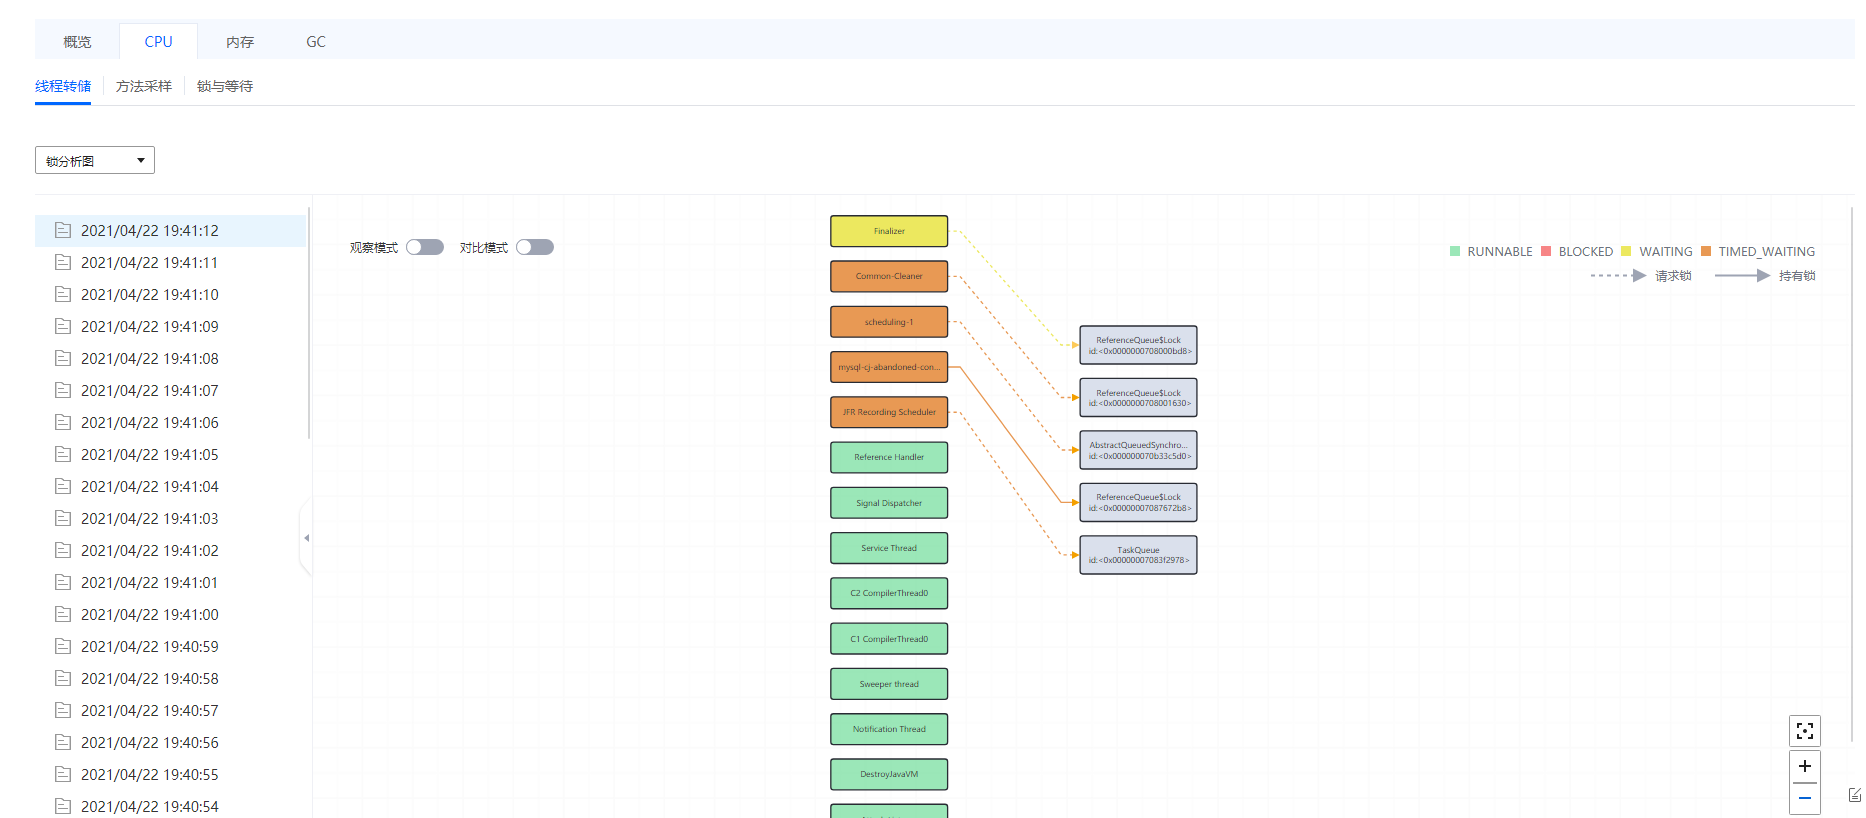 概览 CPU 内存 GC
线程转储 方法采样 锁与等待
锁分析图
2021/04/22 19:41:12
2021/04/22 19:41:11
2021/04/22 19:41:10
2021/04/22 19:41:09
2021/04/22 19:41:08
2021/04/22 19:41:07
2021/04/22 19:41:06
2021/04/22 19:41:05
2021/04/22 19:41:04
2021/04/22 19:41:03
2021/04/22 19:41:02
2021/04/22 19:41:01
2021/04/22 19:41:00
2021/04/22 19:40:59
2021/04/22 19:40:58
2021/04/22 19:40:57
2021/04/22 19:40:56
2021/04/22 19:40:55
2021/04/22 19:40:54
观察模式 对比模式
Finalizer
Common-Cleaner
scheduling-1
mysql-cj-abandoned-con...
JFR Recording Scheduler
Reference Handler
Signal Dispatcher
Service Thread
C2 CompilerThread0
C1 CompilerThread0
Sweeper thread
Notification Thread
DestroyJavaVM
ReferenceQueue$Lock
id:<0x0000000708000bd8>
ReferenceQueue$Lock
id:<0x0000000708001630>
AbstractQueuedSynchro...
id:<0x000000070b33c5d0>
ReferenceQueue$Lock
id:<0x00000007087672b8>
TaskQueue
id:<0x00000007083f2978>
RUNNABLE BLOCKED WAITING TIMED_WAITING
请求锁 持有锁